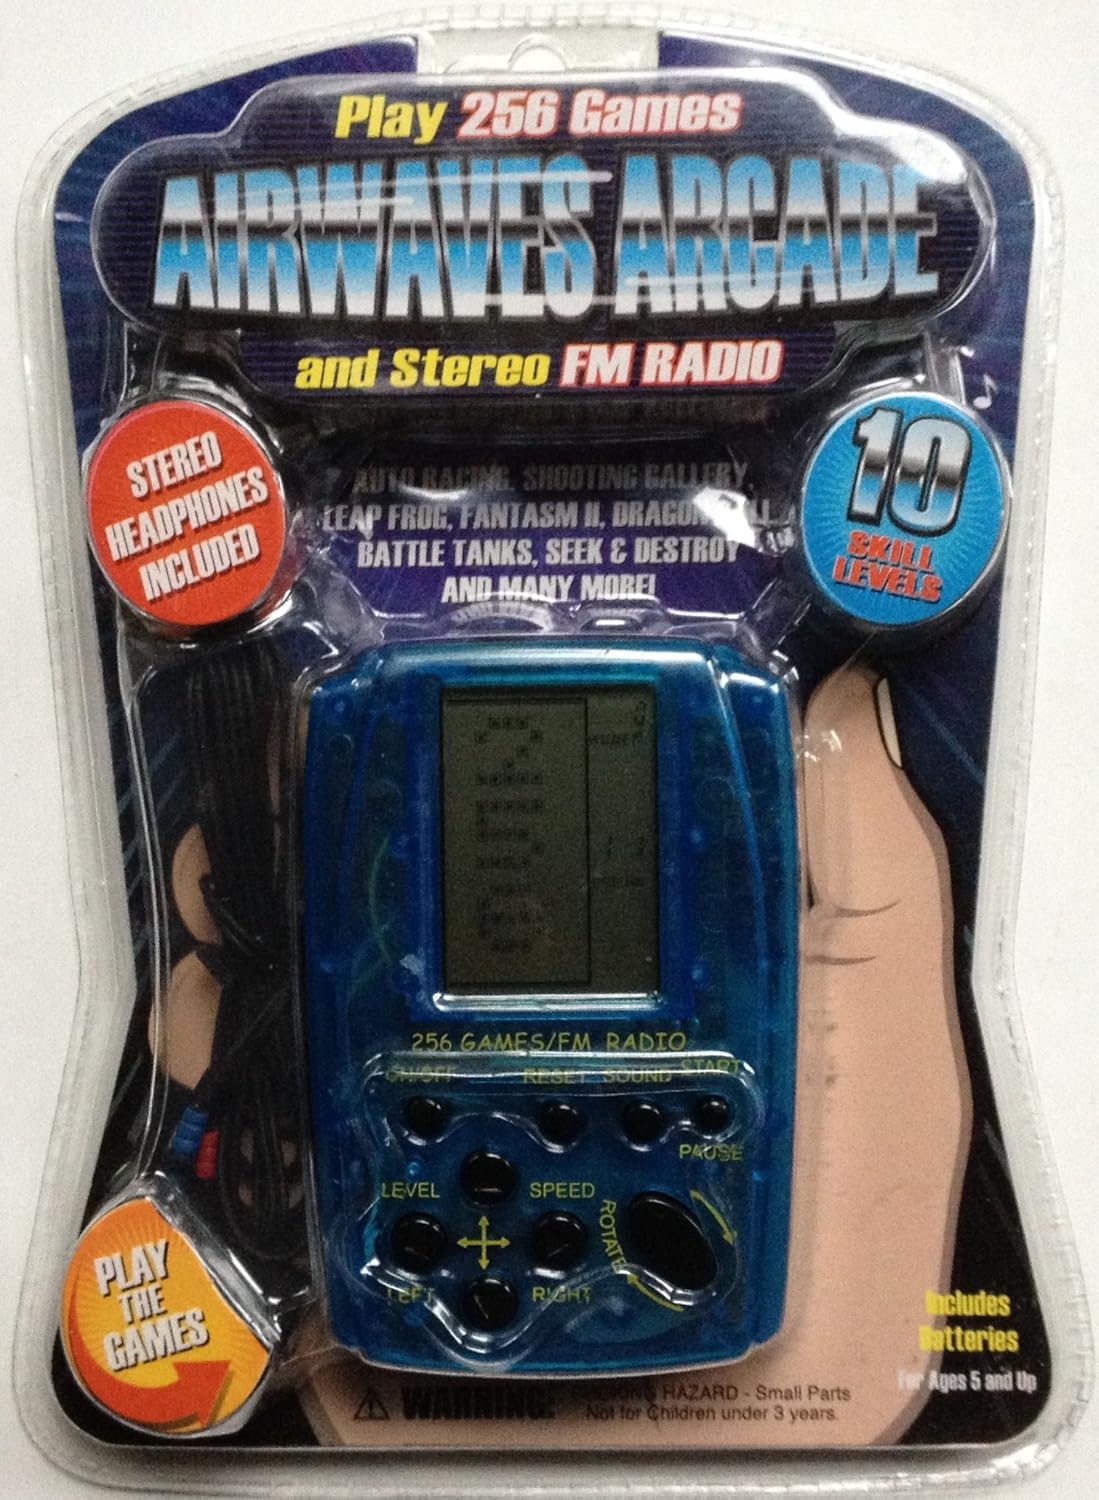 Play 256 Games
AIRWAVES ARCADE
and Stereo FM RADIO
STEREO
HEADPHONES
INCLUDED
10
SKILL
LEVELS
AUTO RACING, SHOOTING GALLERY,
LEAP FROG, FANTASM II, DRAGON
BATTLE TANKS, SEEK & DESTROY
AND MANY MORE!
256 GAMES/FM RADIO
ON/OFF RESET SOUND START
PAUSE
LEVEL SPEED
ROTATE
LEFT RIGHT
PLAY
THE
GAMES
Includes
Batteries
For Ages 5 and Up
WARNING: CHOKING HAZARD - Small Parts
Not for Children under 3 years.